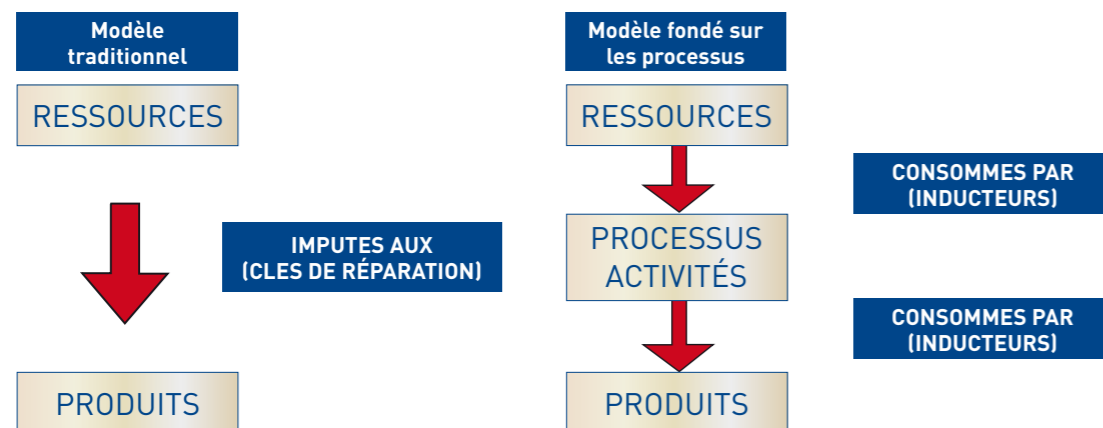 Modèle
traditionnel
RESSOURCES
IMPUTES AUX
(CLES DE RÉPARATION)
PRODUITS
Modèle fondé sur
les processus
RESSOURCES
CONSOMMES PAR
(INDUCTEURS)
PROCESSUS
ACTIVITÉS
CONSOMMES PAR
(INDUCTEURS)
PRODUITS